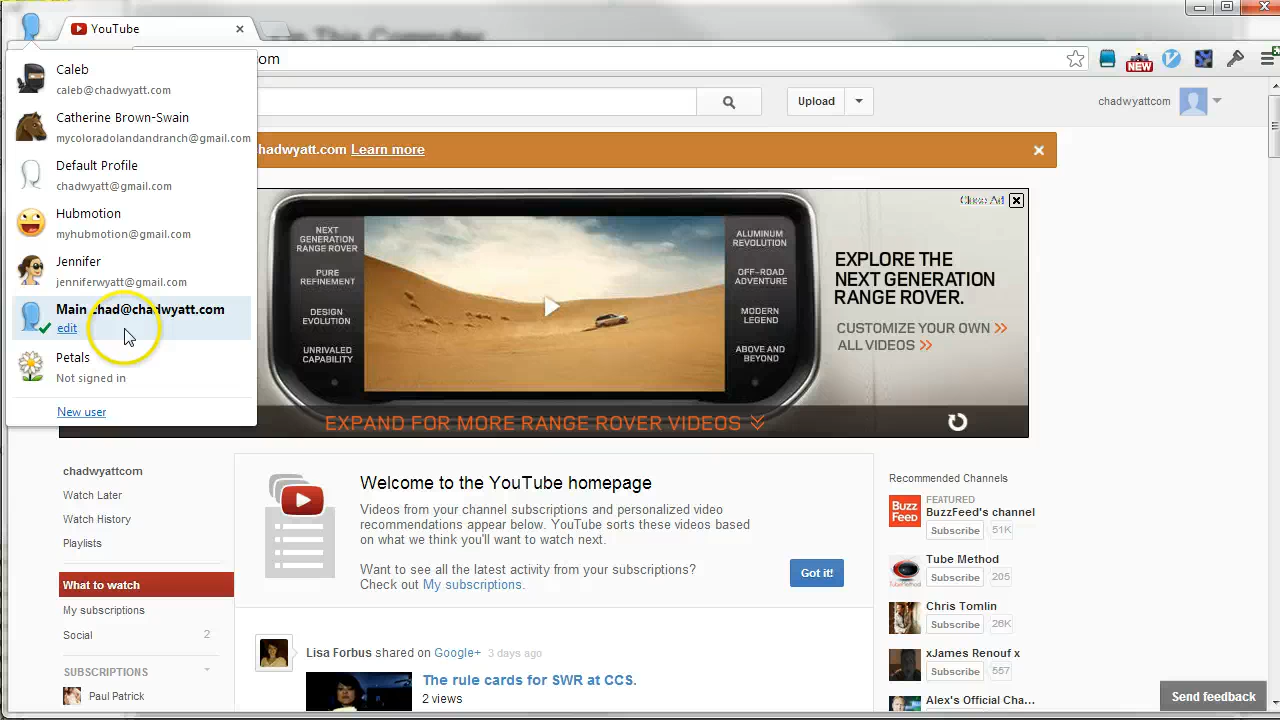 YouTube
om
Caleb
caleb@chadwyatt.com
Catherine Brown-Swain
mycoloradolandandranch@gmail.com
Default Profile
chadwyatt@gmail.com
Hubmotion
myhubmotion@gmail.com
Jennifer
jenniferwyatt@gmail.com
Main chad@chadwyatt.com
edit
Petals
Not signed in
New user
NEW
Upload
chadwyattcom
hadwyatt.com Learn more
Close Ad
NEXT
GENERATION
RANGE ROVER
PURE
REFINEMENT
DESIGN
EVOLUTION
UNRIVALED
CAPABILITY
ALUMINUM
REVOLUTION
OFF-ROAD
ADVENTURE
MODERN
LEGEND
ABOVE AND
BEYOND
EXPLORE THE
NEXT GENERATION
RANGE ROVER.
CUSTOMIZE YOUR OWN >>
ALL VIDEOS >>
EXPAND FOR MORE RANGE ROVER VIDEOS
chadwyattcom
Watch Later
Watch History
Playlists
What to watch
My subscriptions
Social 2
SUBSCRIPTIONS
Paul Patrick
Welcome to the YouTube homepage
Videos from your channel subscriptions and personalized video
recommendations appear below. YouTube sorts these videos based
on what we think you'll want to watch next.
Want to see all the latest activity from your subscriptions?
Check out My subscriptions.
Got it!
Lisa Forbus shared on Google+ 3 days ago
The rule cards for SWR at CCS.
2 views
Recommended Channels
Buzz
Feed
FEATURED
BuzzFeed's channel
Subscribe 51K
Tube Method
Subscribe 205
Chris Tomlin
Subscribe 26K
xJames Renouf x
Subscribe 557
Alex's Official Cha...
Send feedback